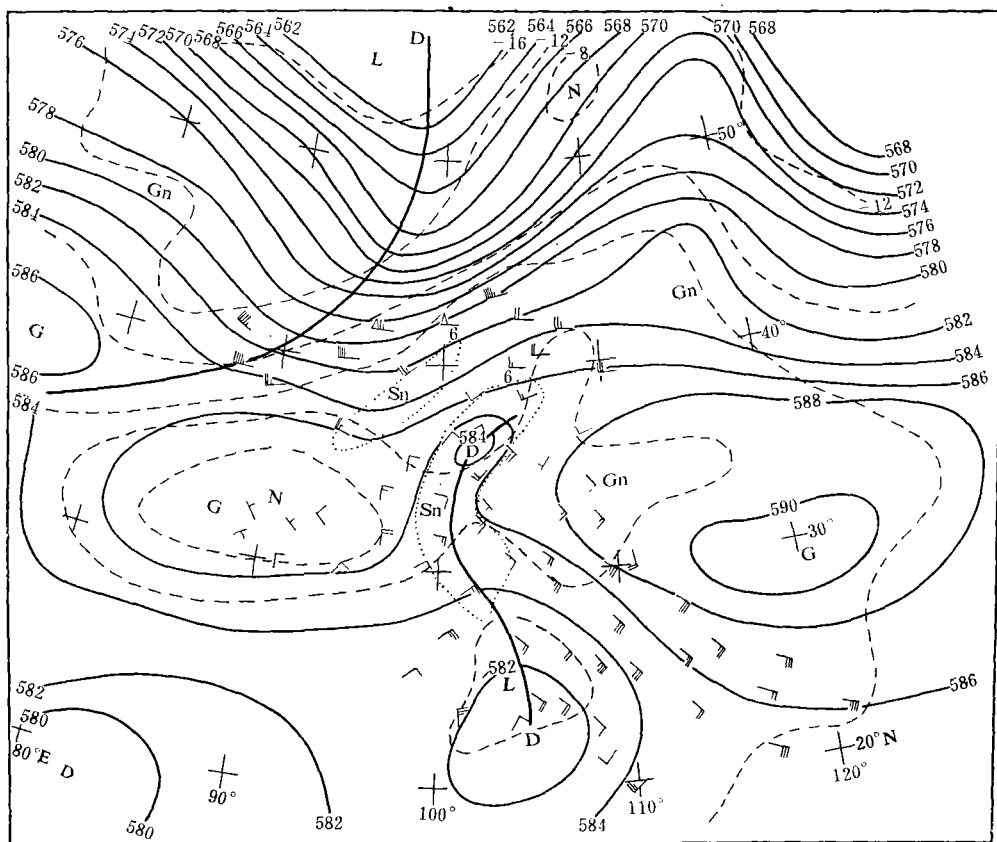 576 574 572 570 568 566 564 562 D 562 564 566 568 570 570 568
L -16 -12
-8
N
578 50° 568
570
580 Gn 572
-12
582 574
576
584 578
Gn 580
586
G 6 40° 582
584
586 6 586
584 Sn 588
584
D
Gn
G N Sn 590
30°
G
582 582 586
L
580
80°E D D 20°N
90° 100° 110° 120°
580 582 584